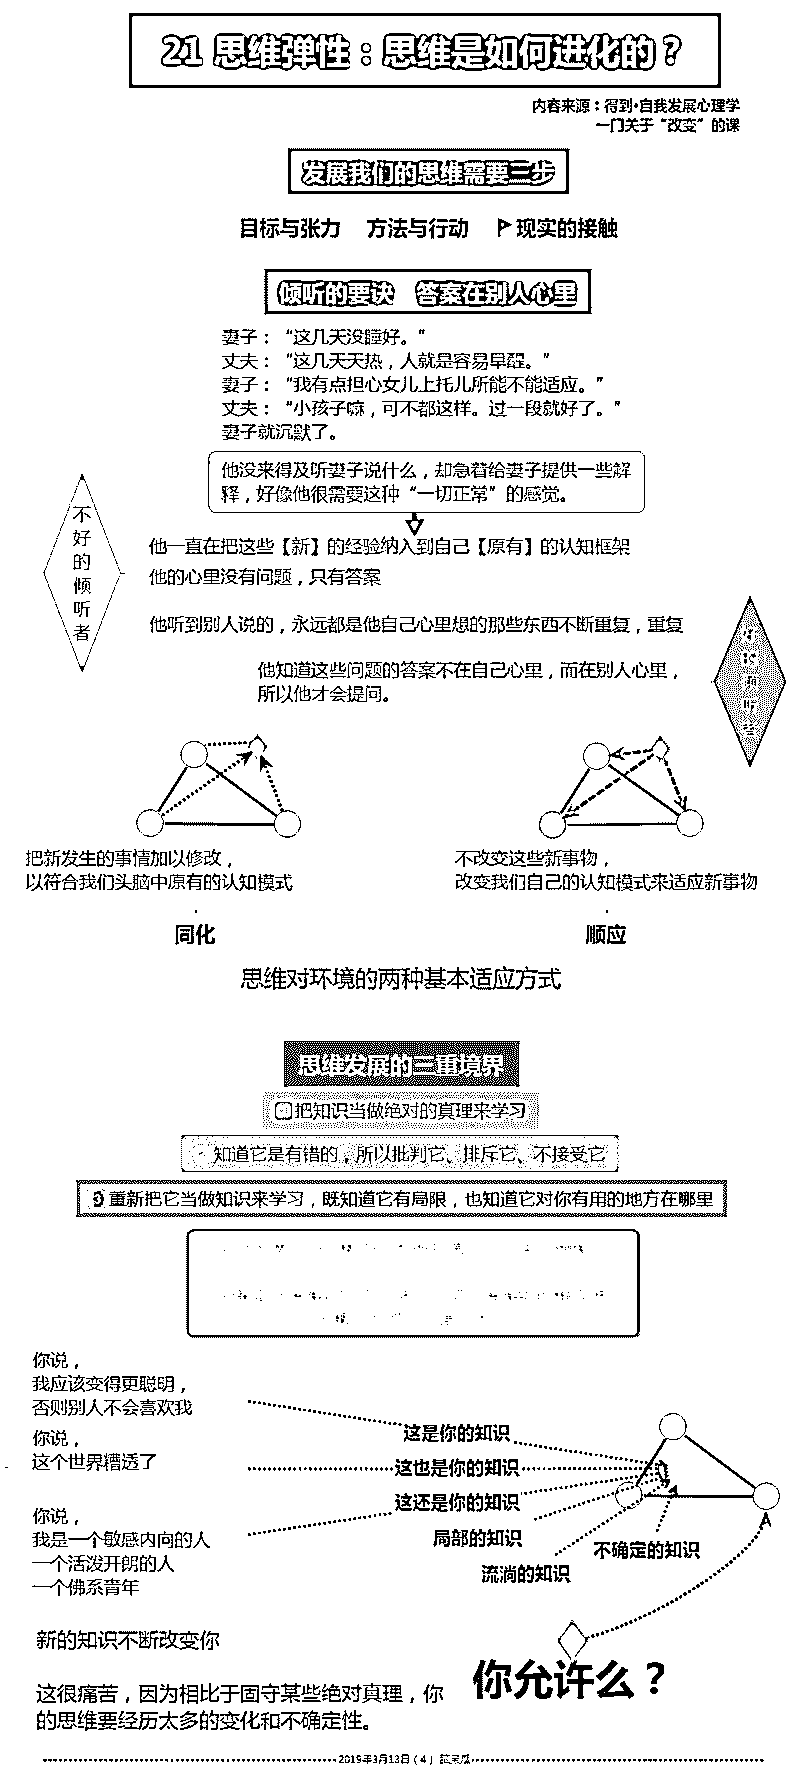 21 思维弹性：思维是如何进化的？
内容来源：得到·自我发展心理学
一门关于“改变”的课
发展我们的思维需要三步
目标与张力 方法与行动 现实的接触
倾听的要诀 答案在别人心里
妻子：“这几天没睡好。”
丈夫：“这几天天热，人就是容易早醒。”
妻子：“我有点担心女儿上托儿所能不能适应。”
丈夫：“小孩子嘛，可不都这样。过一段就好了。”
妻子就沉默了。
他没来得及听妻子说什么，却急着给妻子提供一些解
释，好像他很需要这种“一切正常”的感觉。
不好的倾听者
他一直在把这些【新】的经验纳入到自己【原有】的认知框架
他的心里没有问题，只有答案
他听到别人说的，永远都是他自己心里想的那些东西不断重复，重复
他知道这些问题的答案不在自己心里，而在别人心里，
所以他才会提问。
把新发生的事情加以修改，
以符合我们头脑中原有的认知模式
同化
不改变这些新事物，
改变我们自己的认知模式来适应新事物
顺应
思维对环境的两种基本适应方式
思维发展的三重境界
把知识当做绝对的真理来学习
知道它是有错的，所以批判它、排斥它、不接受它
重新把它当做知识来学习，既知道它有局限，也知道它对你有用的地方在哪里
你说，
我应该变得更聪明，
否则别人不会喜欢我
这是你的知识
你说，
这个世界糟透了
这也是你的知识
这还是你的知识
你说，
我是一个敏感内向的人
一个活泼开朗的人
一个佛系青年
局部的知识
不确定的知识
流淌的知识
新的知识不断改变你
你允许么？
这很痛苦，因为相比于固守某些绝对真理，你
的思维要经历太多的变化和不确定性。
2019年3月13日（4）